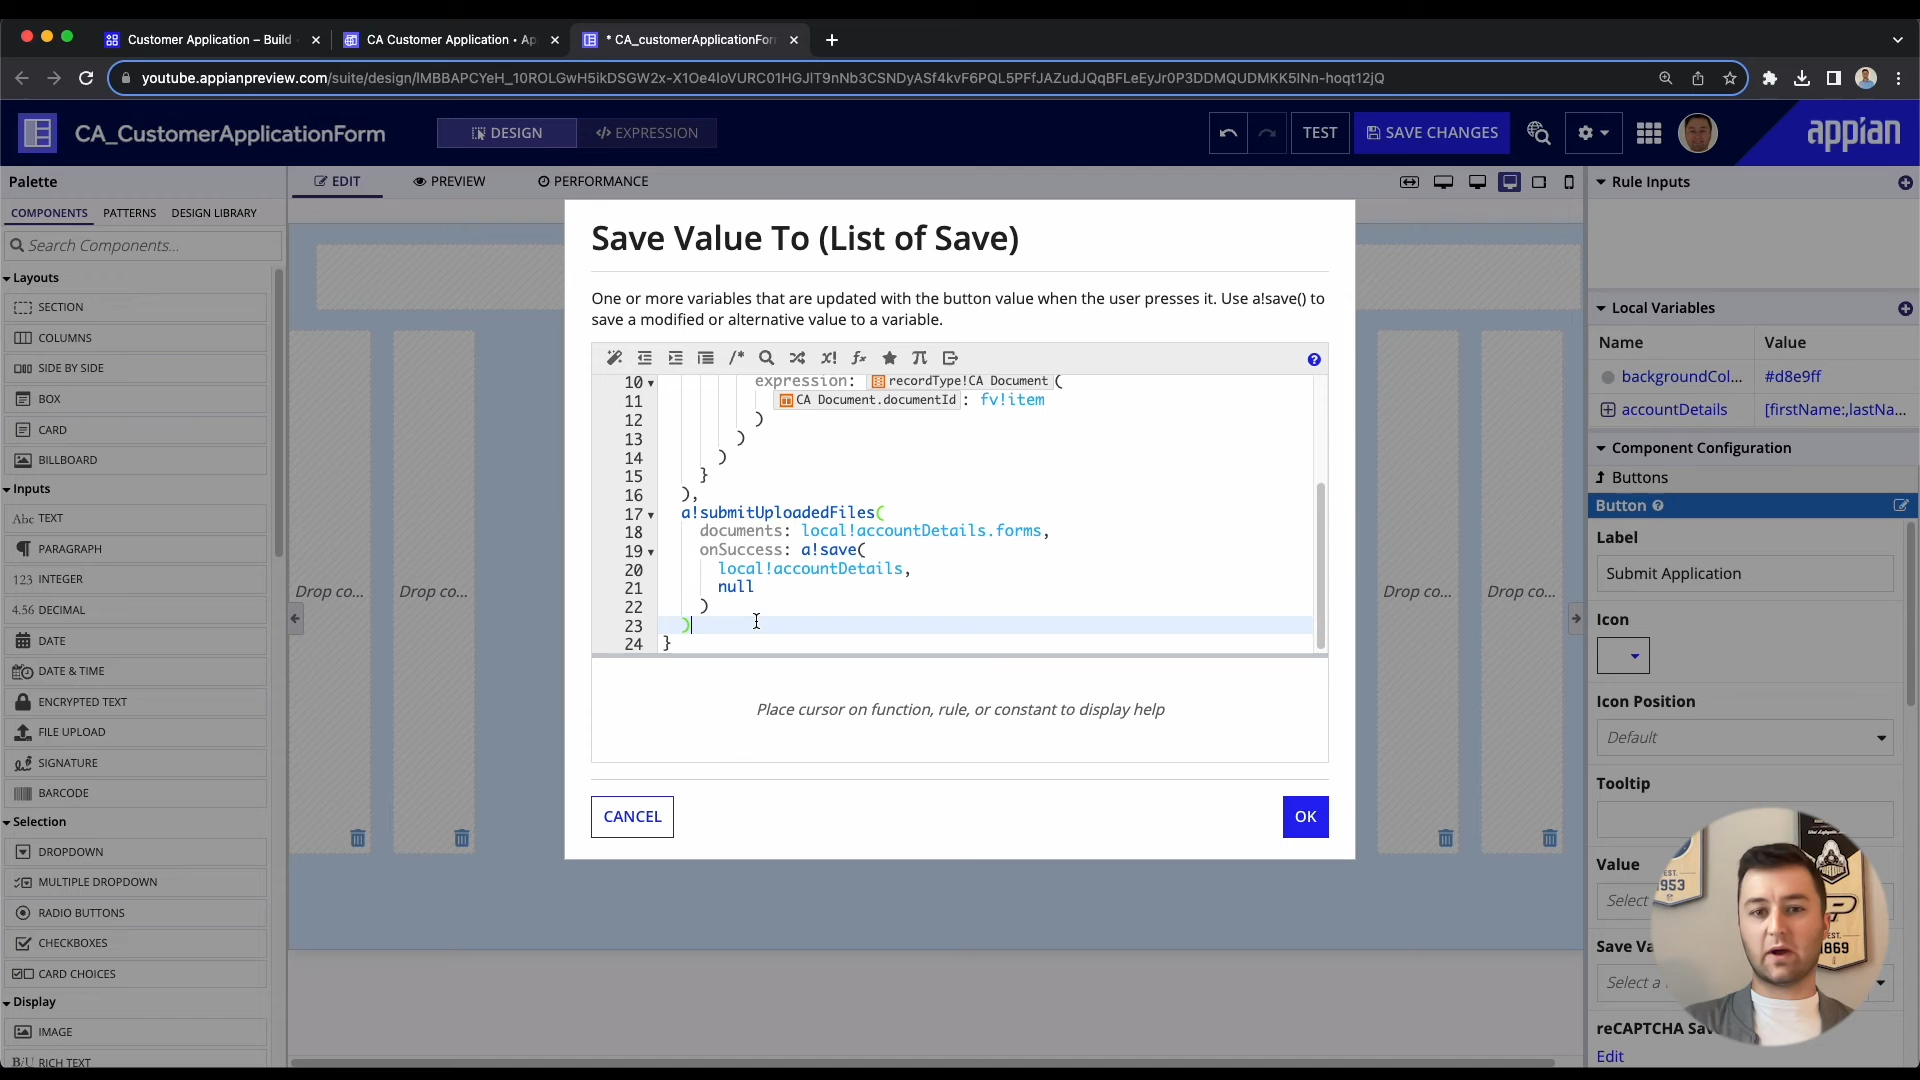 Customer Application – Build
CA Customer Application • Ap
* CA_customerApplicationFor
youtube.appianpreview.com/suite/design/
CA_CustomerApplicationForm
DESIGN
</> EXPRESSION
TEST
SAVE CHANGES
appian
Palette
COMPONENTS
PATTERNS
DESIGN LIBRARY
Search Components...
Layouts
SECTION
COLUMNS
SIDE BY SIDE
BOX
CARD
BILLBOARD
Inputs
Abc TEXT
PARAGRAPH
123 INTEGER
4.56 DECIMAL
DATE
DATE & TIME
ENCRYPTED TEXT
FILE UPLOAD
SIGNATURE
BARCODE
Selection
DROPDOWN
MULTIPLE DROPDOWN
RADIO BUTTONS
CHECKBOXES
CARD CHOICES
Display
IMAGE
B/U RICH TEXT
EDIT
PREVIEW
PERFORMANCE
Drop co...
Drop co...
Save Value To (List of Save)
One or more variables that are updated with the button value when the user presses it. Use a!save() to
save a modified or alternative value to a variable.
10 expression: recordType!CA Document (
11 CA Document.documentId : fv!item
12 )
13 )
14 )
15 }
16 ),
17 a!submitUploadedFiles(
18 documents: local!accountDetails.forms,
19 onSuccess: a!save(
20 local!accountDetails,
21 null
22 )
23 )
24 }
Place cursor on function, rule, or constant to display help
CANCEL
OK
Drop co...
Drop co...
Rule Inputs
Local Variables
Name Value
backgroundCol... #d8e9ff
accountDetails [firstName:,lastNa...
Component Configuration
Buttons
Button
Label
Submit Application
Icon
Icon Position
Default
Tooltip
Value
Select
Save Va
Select a
reCAPTCHA Sav
Edit
EST.
1953
EST.
1869